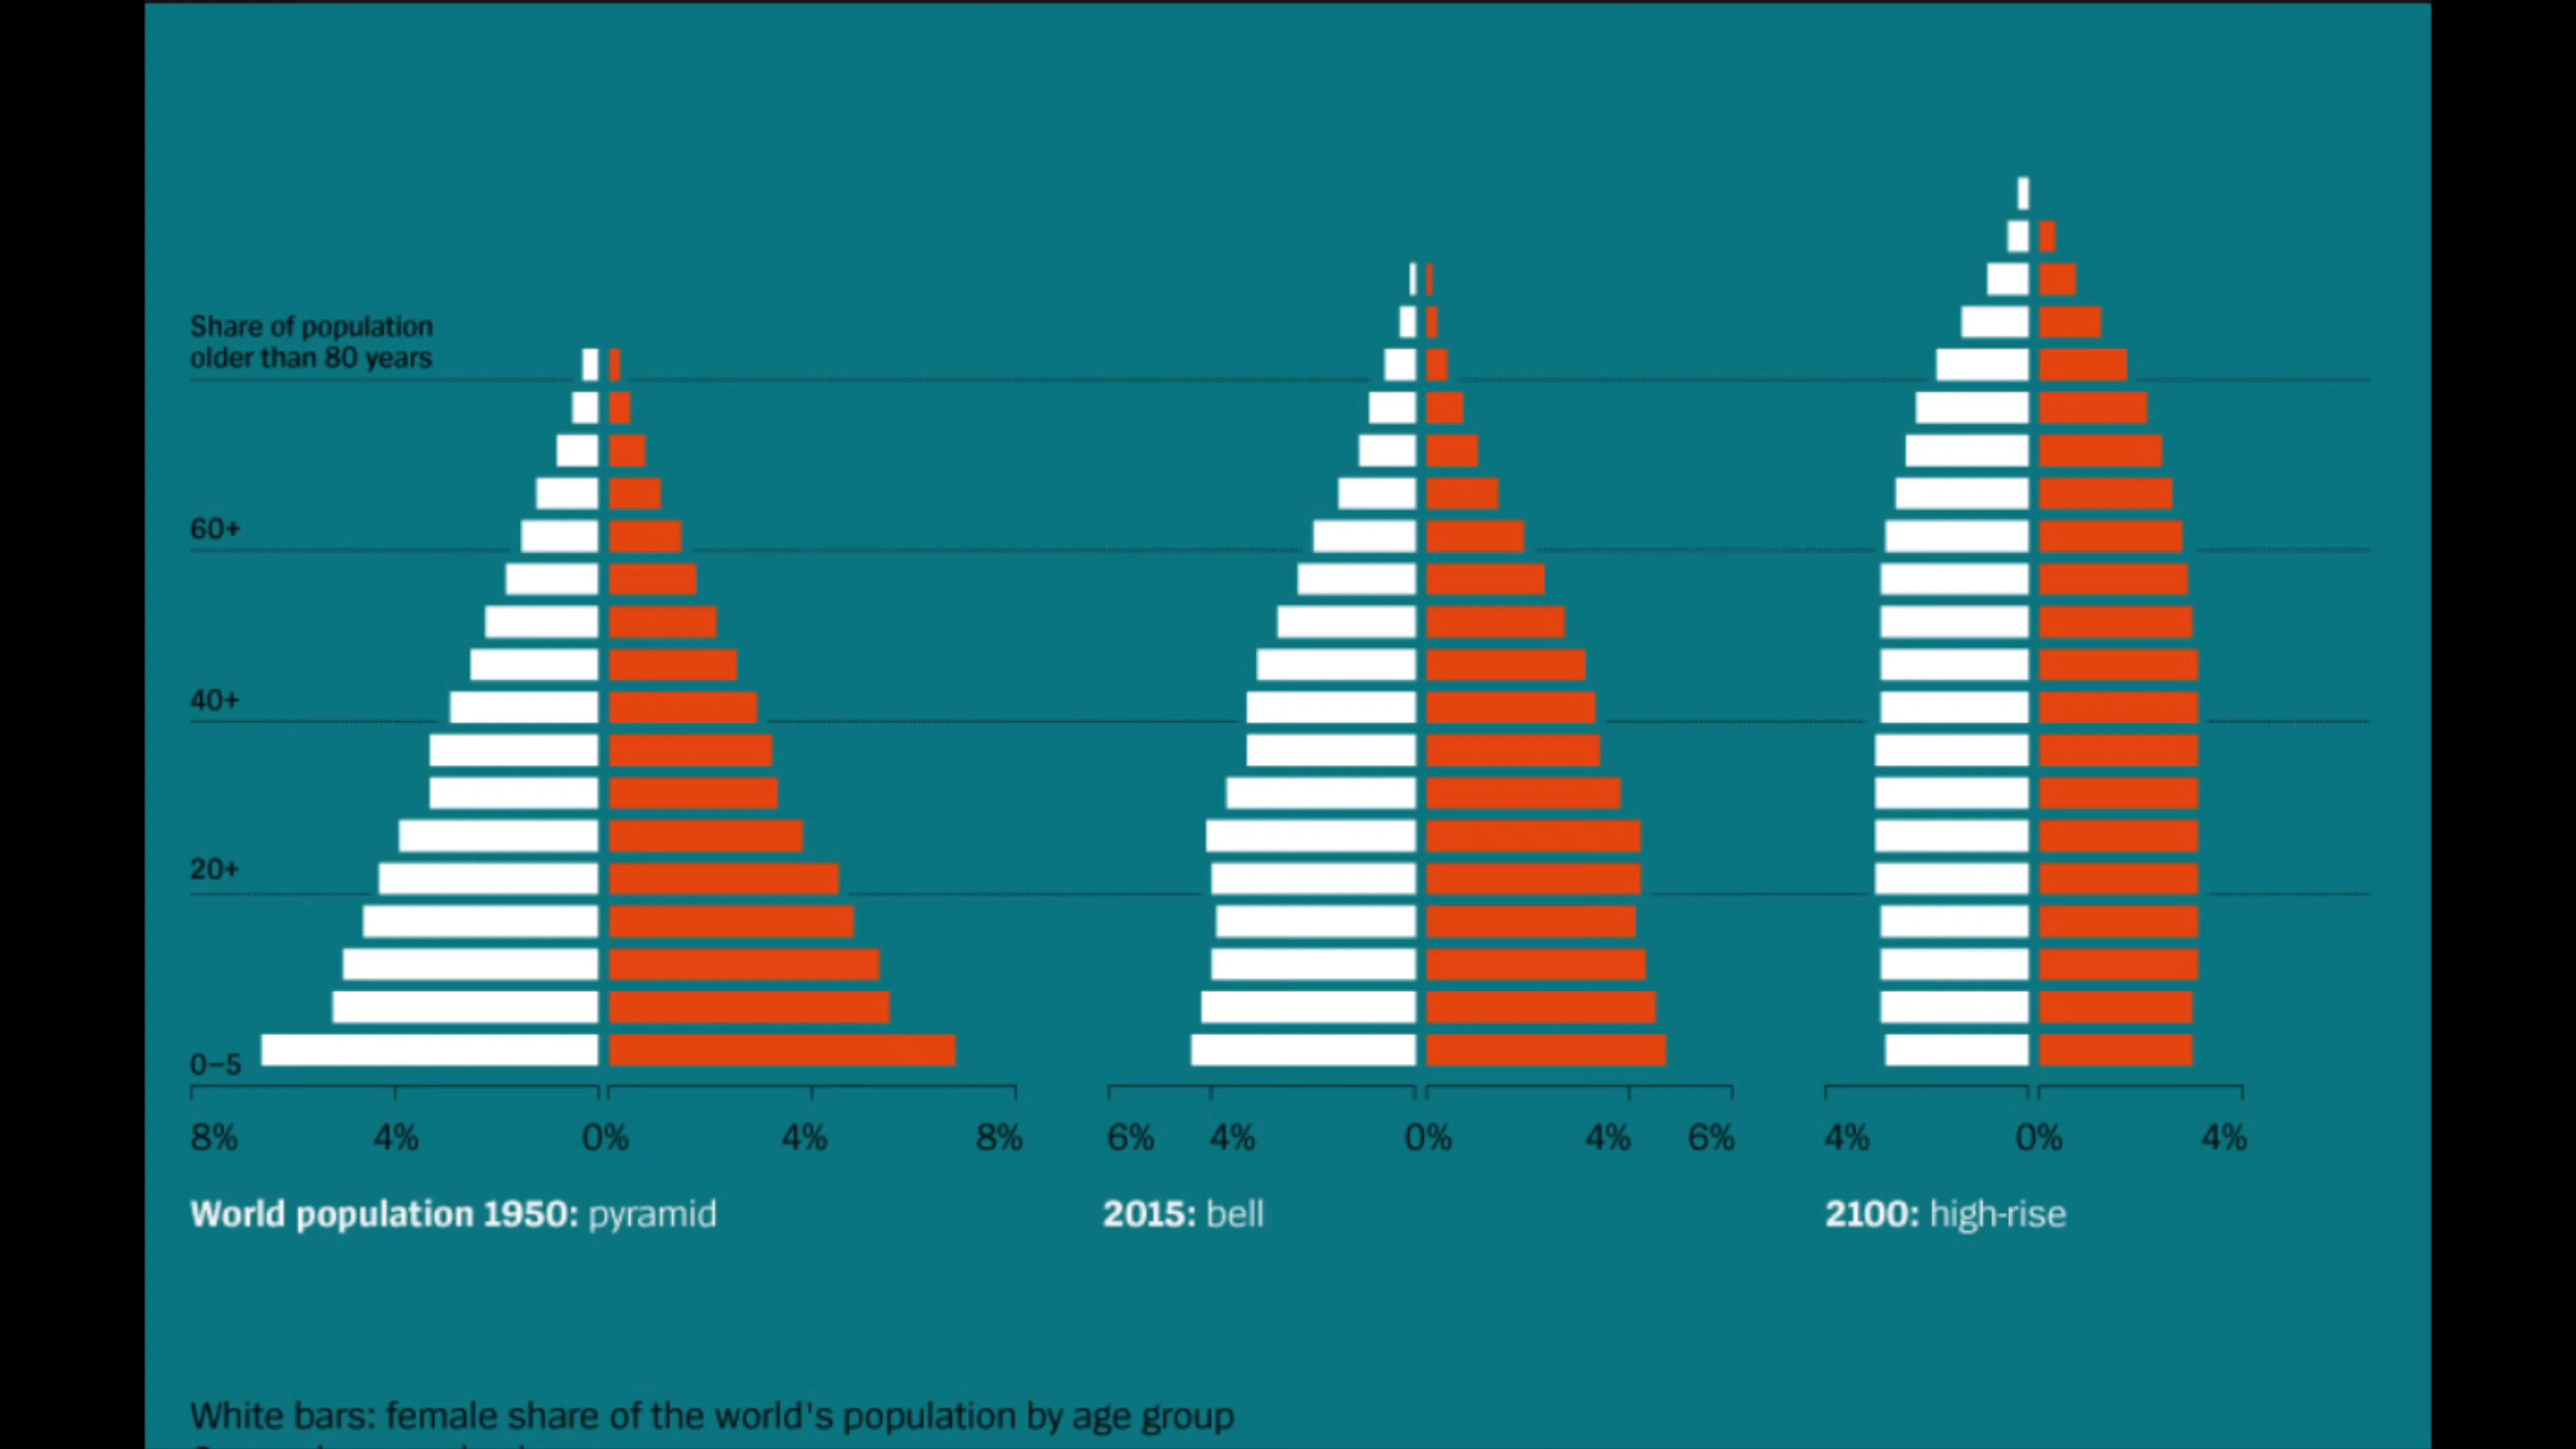 Share of population
older than 80 years
60+
40+
20+
0–5
8% 4% 0% 4% 8%
6% 4% 0% 4% 6%
4% 0% 4%
World population 1950: pyramid
2015: bell
2100: high-rise
White bars: female share of the world's population by age group